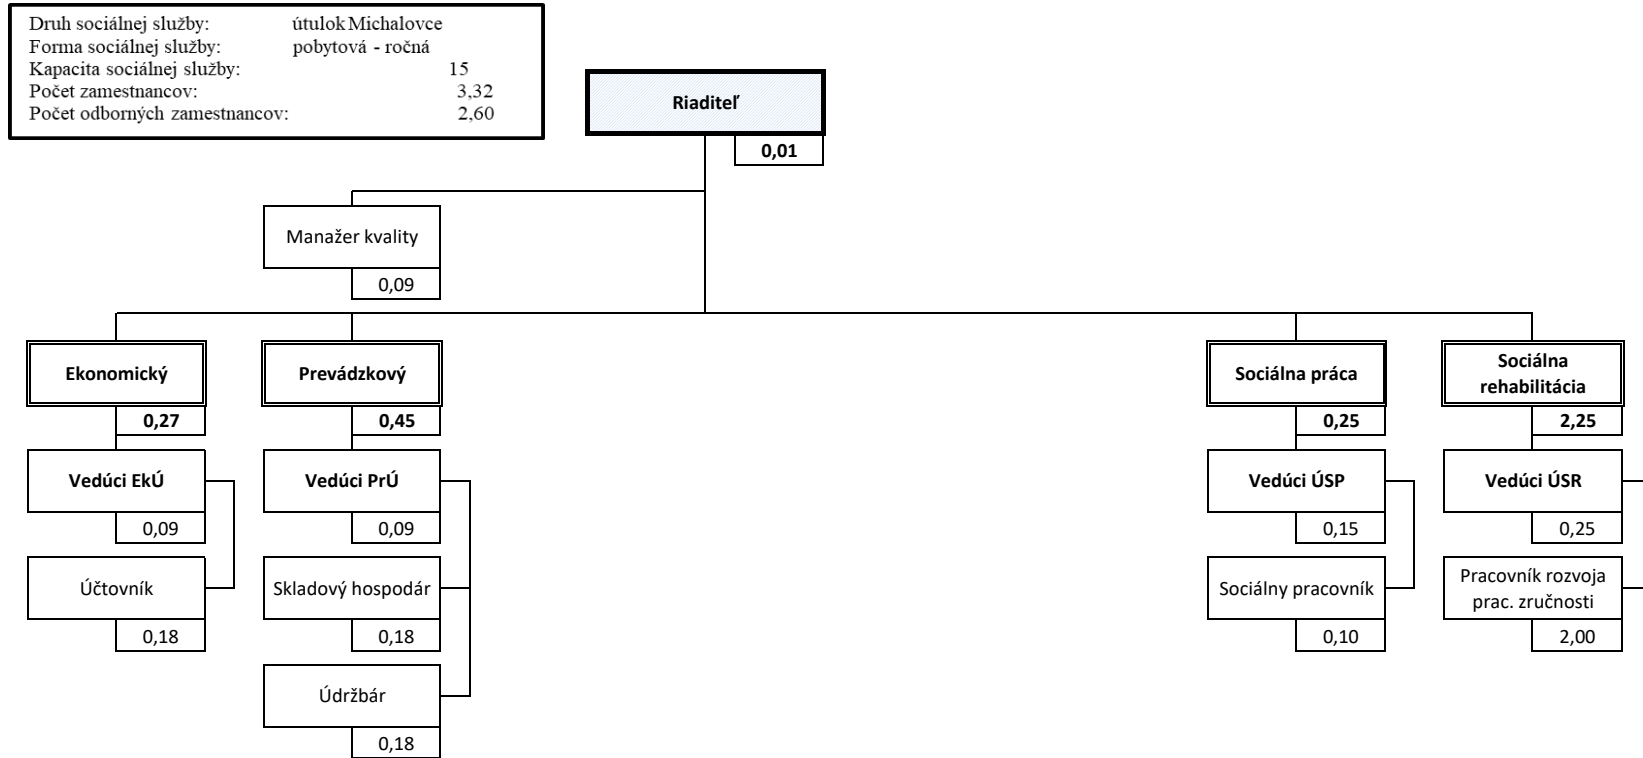 Druh sociálnej služby: útulok Michalovce
Forma sociálnej služby: pobytová - ročná
Kapacita sociálnej služby: 15
Počet zamestnancov: 3,32
Počet odborných zamestnancov: 2,60
Riaditeľ
0,01
Manažer kvality
0,09
Ekonomický
0,27
Vedúci EkÚ
0,09
Účtovník
0,18
Prevádzkový
0,45
Vedúci PrÚ
0,09
Skladový hospodár
0,18
Údržbár
0,18
Sociálna práca
0,25
Vedúci ÚSP
0,15
Sociálny pracovník
0,10
Sociálna
rehabilitácia
2,25
Vedúci ÚSR
0,25
Pracovník rozvoja
prac. zručnosti
2,00